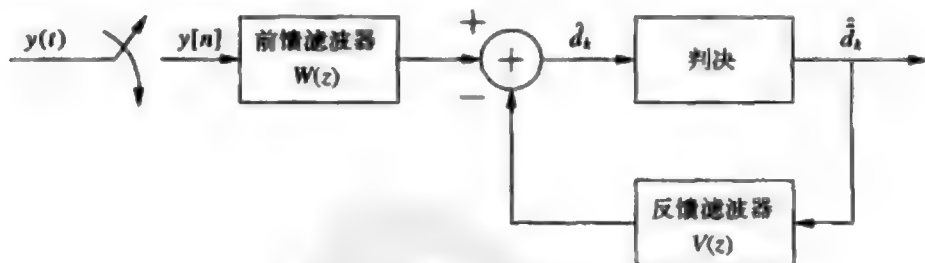 y(t)
y[n]
前馈滤波器
W(z)
+
−
+
d̂ₖ
判决
d̂̂ₖ
反馈滤波器
V(z)